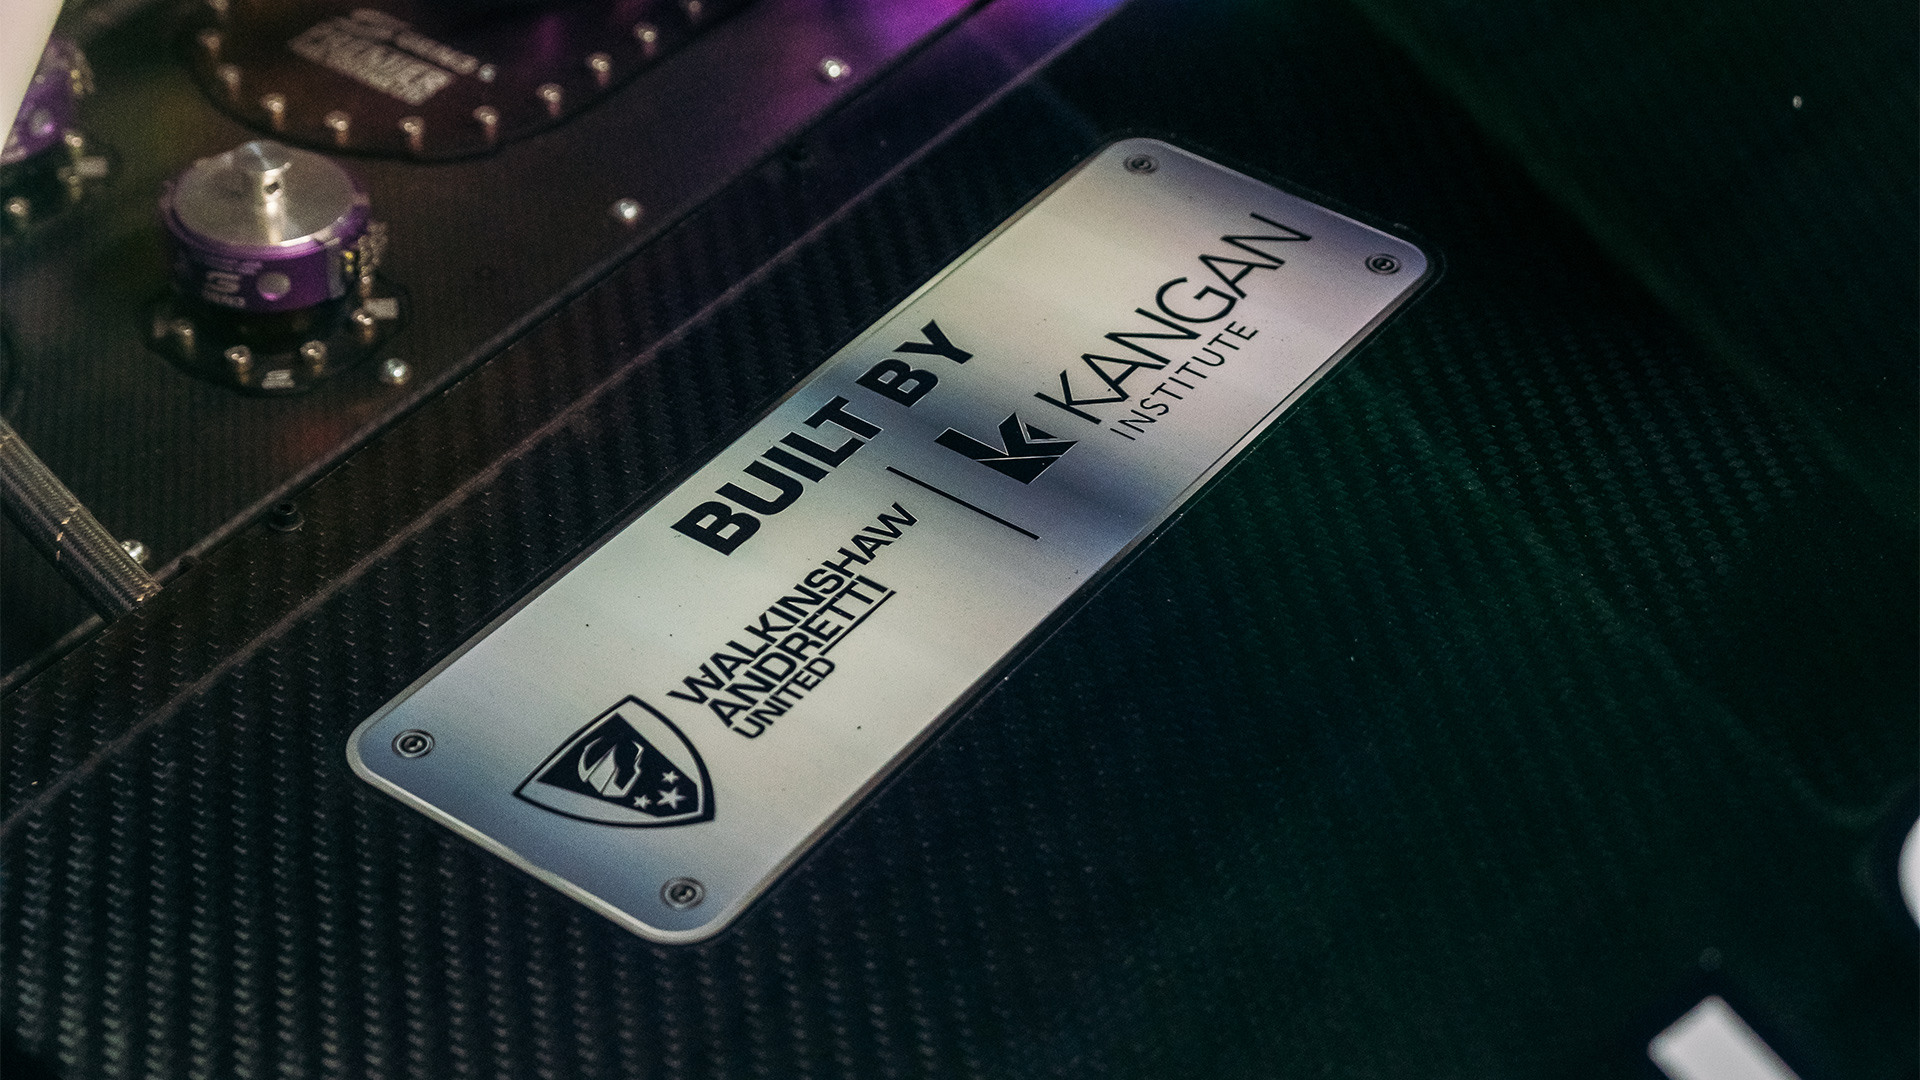 BUILT BY
WALKINSHAW
ANDRETTI
UNITED
KANGAN
INSTITUTE